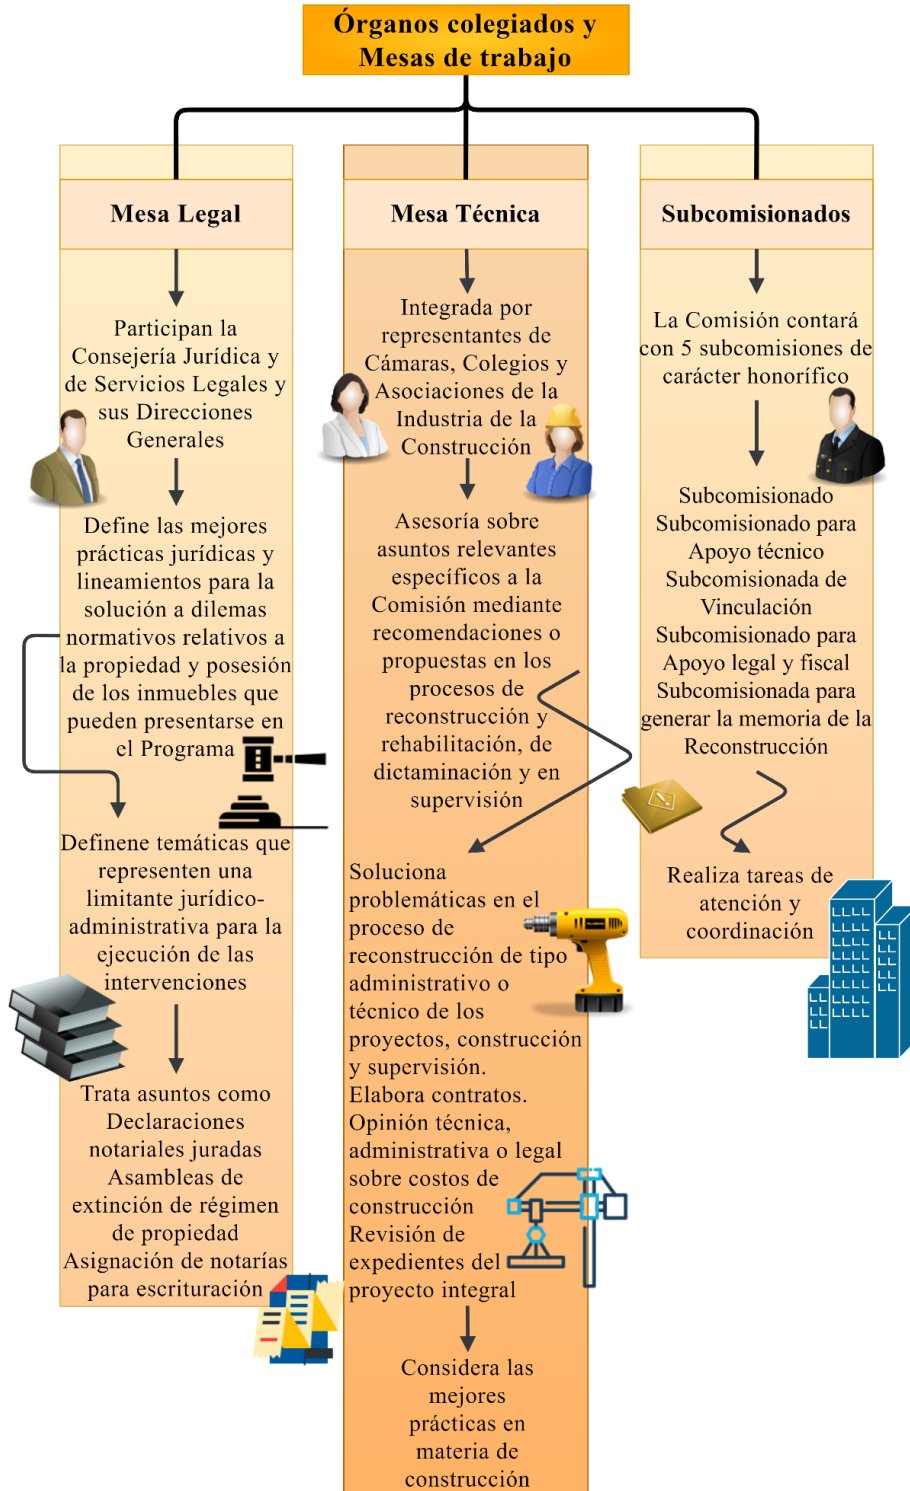 Órganos colegiados y
Mesas de trabajo
Mesa Legal
Participan la
Consejería Jurídica y
de Servicios Legales y
sus Direcciones
Generales
Define las mejores
prácticas jurídicas y
lineamientos para la
solución a dilemas
normativos relativos a
la propiedad y posesión
de los inmuebles que
pueden presentarse en
el Programa
Definene temáticas que
representen una
limitante jurídico-
administrativa para la
ejecución de las
intervenciones
Trata asuntos como
Declaraciones
notariales juradas
Asambleas de
extinción de régimen
de propiedad
Asignación de notarías
para escrituración
Mesa Técnica
Integrada por
representantes de
Cámaras, Colegios y
Asociaciones de la
Industria de la
Construcción
Asesoría sobre
asuntos relevantes
específicos a la
Comisión mediante
recomendaciones o
propuestas en los
procesos de
reconstrucción y
rehabilitación, de
dictaminación y en
supervisión
Soluciona
problemáticas en el
proceso de
reconstrucción de tipo
administrativo o
técnico de los
proyectos, construcción
y supervisión.
Elabora contratos.
Opinión técnica,
administrativa o legal
sobre costos de
construcción
Revisión de
expedientes del
proyecto integral
Considera las
mejores
prácticas en
materia de
construcción
Subcomisionados
La Comisión contará
con 5 subcomisiones de
carácter honorífico
Subcomisionado
Subcomisionado para
Apoyo técnico
Subcomisionada de
Vinculación
Subcomisionado para
Apoyo legal y fiscal
Subcomisionada para
generar la memoria de la
Reconstrucción
Realiza tareas de
atención y
coordinación